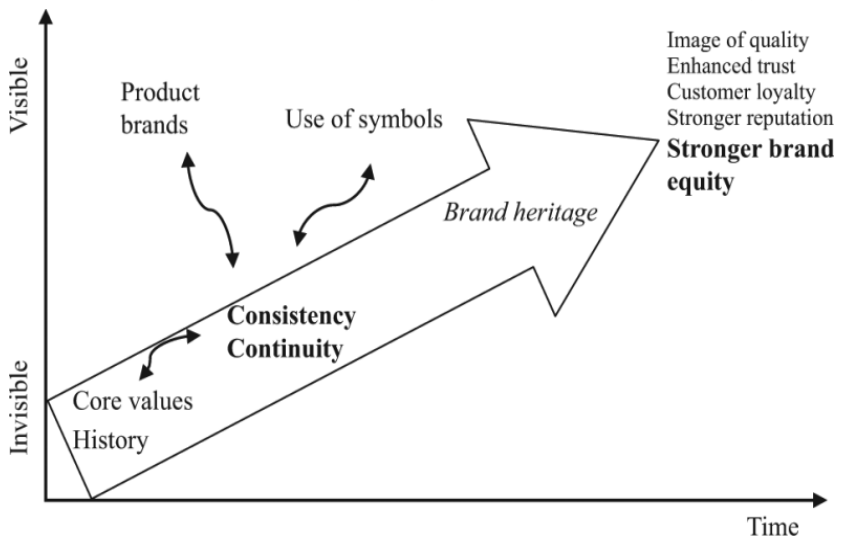 Visible
Invisible
Product
brands
Use of symbols
Image of quality
Enhanced trust
Customer loyalty
Stronger reputation
Stronger brand
equity
Brand heritage
Consistency
Continuity
Core values
History
Time